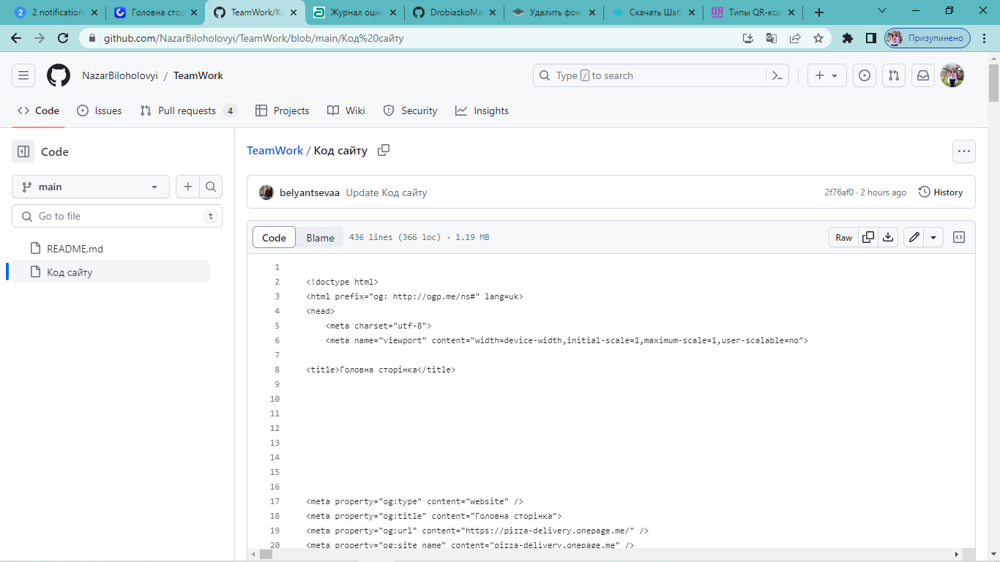 2 notification
Головна стор
TeamWork/Ко
Журнал оцін
DrobiazkoMa
Удалить фон
Скачать Шаб
Типы QR-код
github.com/NazarBiloholovyi/TeamWork/blob/main/Код%20сайту
Призупинено
NazarBiloholovyi / TeamWork
Type / to search
Code
Issues
Pull requests 4
Projects
Wiki
Security
Insights
Code
main
Go to file
t
README.md
Код сайту
TeamWork / Код сайту
belyantsevaa Update Код сайту
2f76af0 · 2 hours ago
History
Code
Blame
436 lines (366 loc) · 1.19 MB
Raw
1
2 <!doctype html>
3 <html prefix="og: http://ogp.me/ns#" lang=uk>
4 <head>
5 <meta charset="utf-8">
6 <meta name="viewport" content="width=device-width,initial-scale=1,maximum-scale=1,user-scalable=no">
7
8 <title>Головна сторінка</title>
9
10
11
12
13
14
15
16
17 <meta property="og:type" content="website" />
18 <meta property="og:title" content="Головна сторінка">
19 <meta property="og:url" content="https://pizza-delivery.onepage.me/" />
20 <meta property="og:site_name" content="pizza-delivery.onepage.me" />